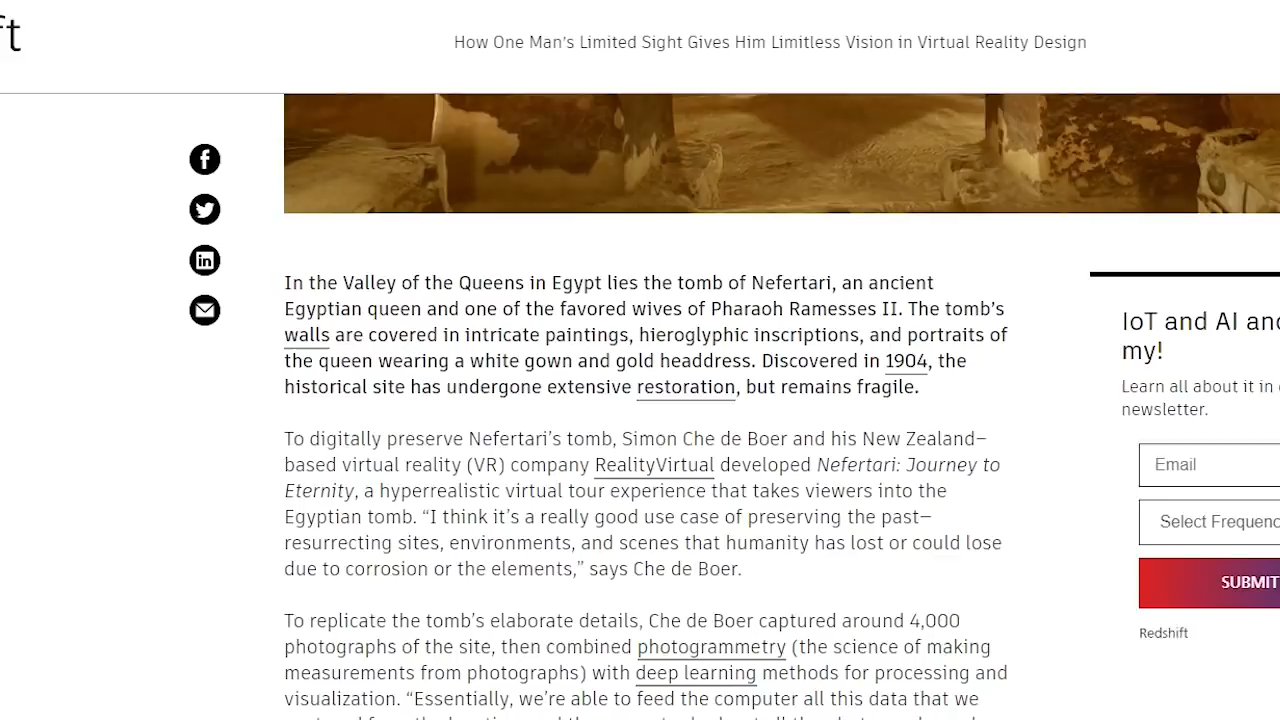 ft
How One Man's Limited Sight Gives Him Limitless Vision in Virtual Reality Design
In the Valley of the Queens in Egypt lies the tomb of Nefertari, an ancient
Egyptian queen and one of the favored wives of Pharaoh Ramesses II. The tomb's
walls are covered in intricate paintings, hieroglyphic inscriptions, and portraits of
the queen wearing a white gown and gold headdress. Discovered in 1904, the
historical site has undergone extensive restoration, but remains fragile.
To digitally preserve Nefertari's tomb, Simon Che de Boer and his New Zealand–
based virtual reality (VR) company RealityVirtual developed Nefertari: Journey to
Eternity, a hyperrealistic virtual tour experience that takes viewers into the
Egyptian tomb. “I think it's a really good use case of preserving the past—
resurrecting sites, environments, and scenes that humanity has lost or could lose
due to corrosion or the elements,” says Che de Boer.
To replicate the tomb's elaborate details, Che de Boer captured around 4,000
photographs of the site, then combined photogrammetry (the science of making
measurements from photographs) with deep learning methods for processing and
visualization. “Essentially, we're able to feed the computer all this data that we
IoT and AI and
my!
Learn all about it in
newsletter.
Email
Select Frequenc
SUBMIT
Redshift